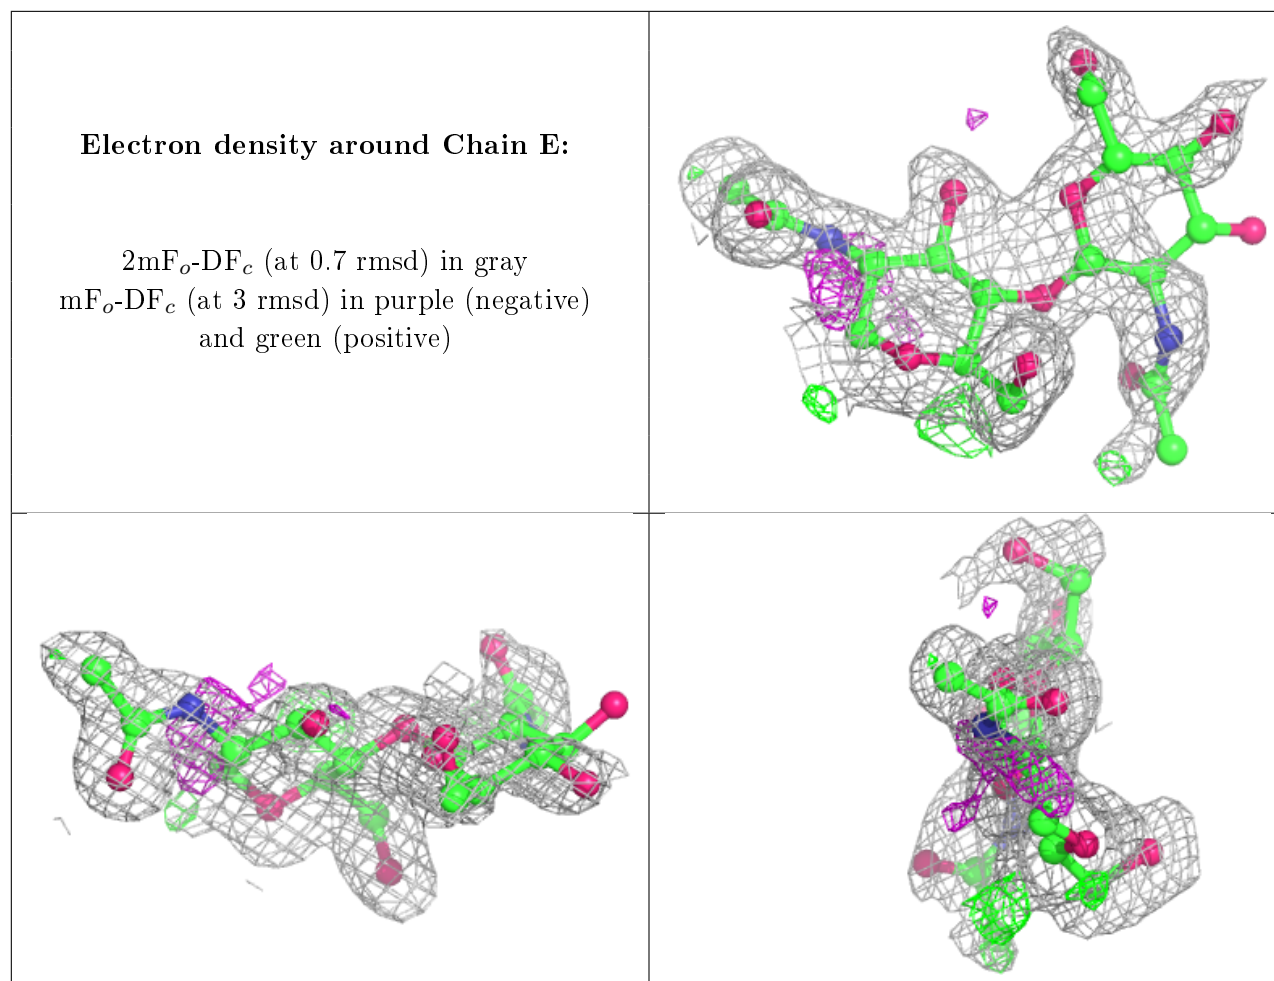 Electron density around Chain E:
2mFₒ-DF𝒸 (at 0.7 rmsd) in gray
mFₒ-DF𝒸 (at 3 rmsd) in purple (negative)
and green (positive)